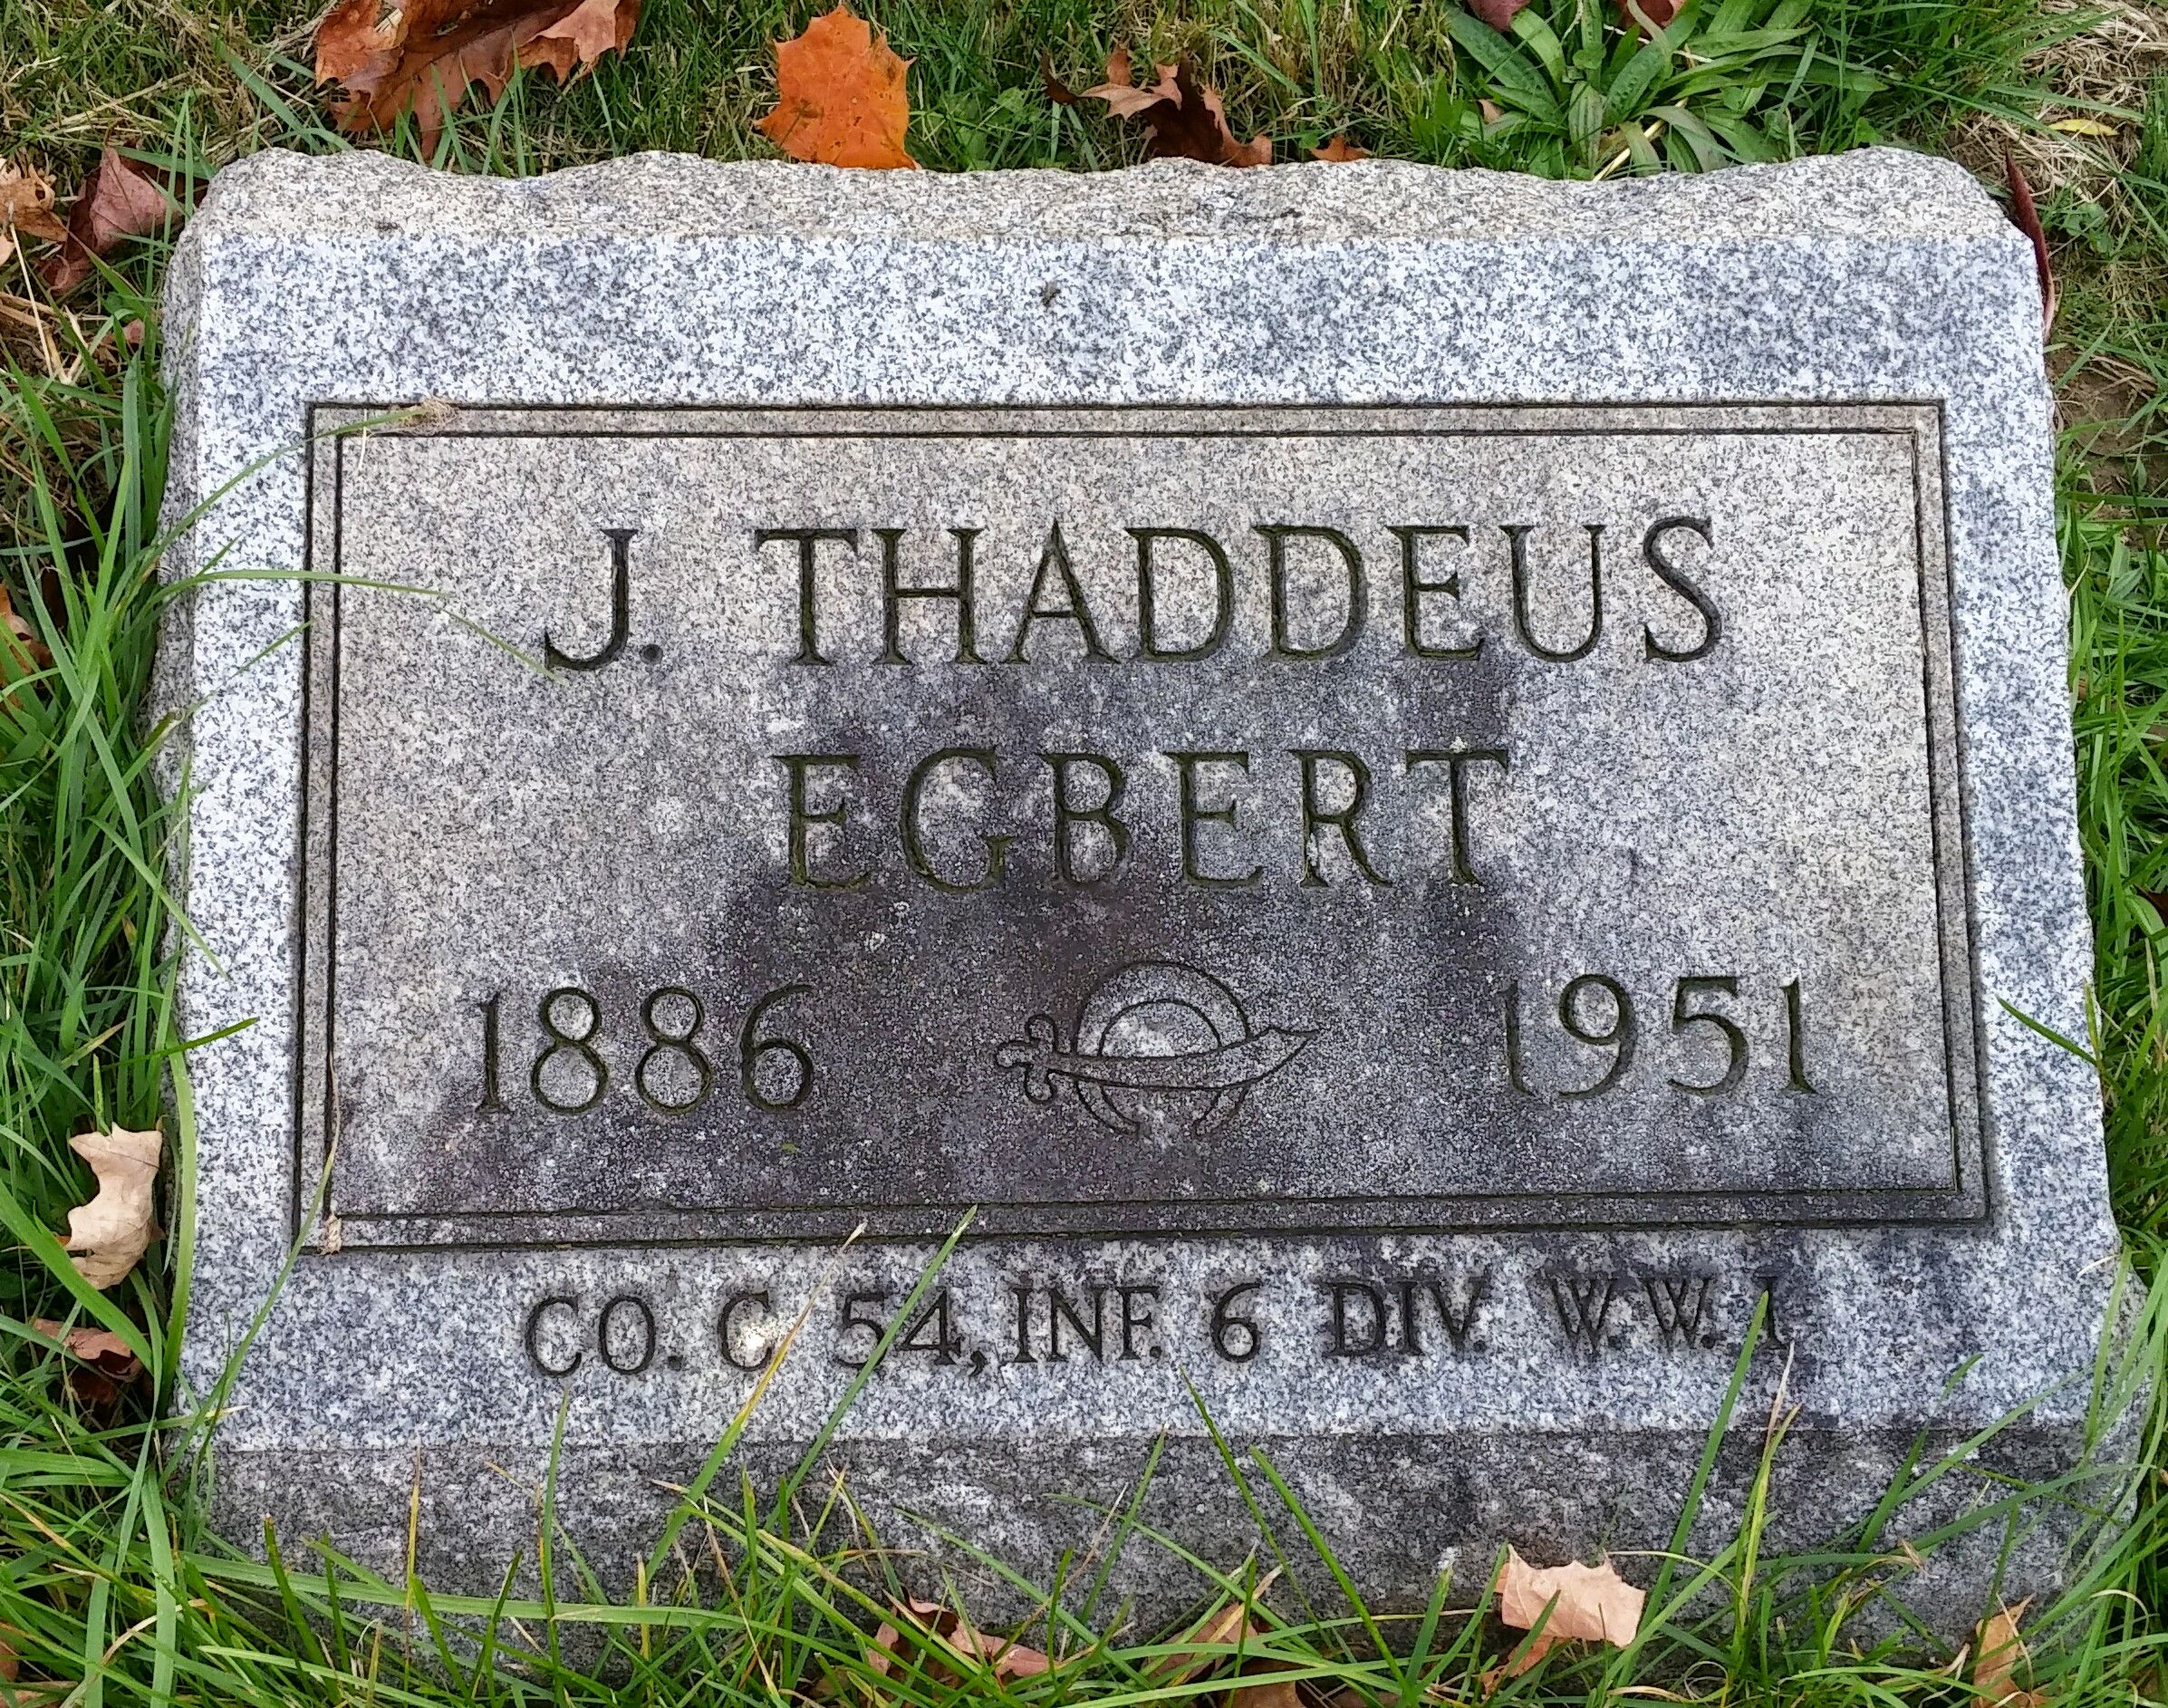 J. THADDEUS
EGBERT
1886 1951
CO. C 54, INF. 6 DIV. W.W. I